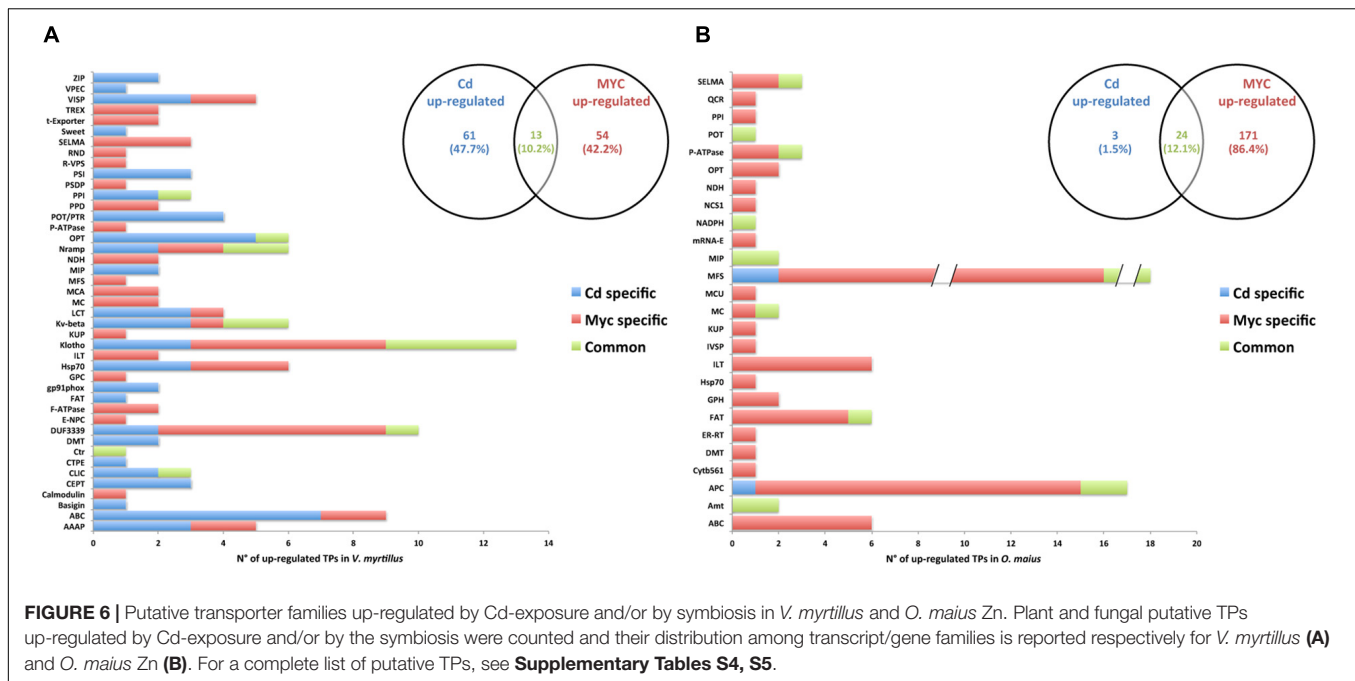 A
ZIP
VPEC
VISP
TREX
t-Exporter
Sweet
SELMA
RND
R-VPS
PSI
PSDP
PPI
PPD
POT/PTR
P-ATPase
OPT
Nramp
NDH
MIP
MFS
MCA
MC
LCT
Kv-beta
KUP
Klotho
ILT
Hsp70
GPC
gp91phox
FAT
F-ATPase
E-NPC
DUF3339
DMT
Ctr
CTPE
CLIC
CEPT
Calmodulin
Basigin
ABC
AAAP
0 2 4 6 8 10 12 14
N° of up-regulated TPs in V. myrtillus
Cd up-regulated
MYC up-regulated
61 (47.7%)
13 (10.2%)
54 (42.2%)
Cd specific
Myc specific
Common
B
SELMA
QCR
PPI
POT
P-ATPase
OPT
NDH
NCS1
NADPH
mRNA-E
MIP
MFS
MCU
MC
KUP
IVSP
ILT
Hsp70
GPH
FAT
ER-RT
DMT
Cytb561
APC
Amt
ABC
0 2 4 6 8 10 12 14 16 18 20
N° of up-regulated TPs in O. maius
Cd up-regulated
MYC up-regulated
3 (1.5%)
24 (12.1%)
171 (86.4%)
Cd specific
Myc specific
Common
FIGURE 6 | Putative transporter families up-regulated by Cd-exposure and/or by symbiosis in V. myrtillus and O. maius Zn. Plant and fungal putative TPs
up-regulated by Cd-exposure and/or by the symbiosis were counted and their distribution among transcript/gene families is reported respectively for V. myrtillus (A)
and O. maius Zn (B). For a complete list of putative TPs, see Supplementary Tables S4, S5.